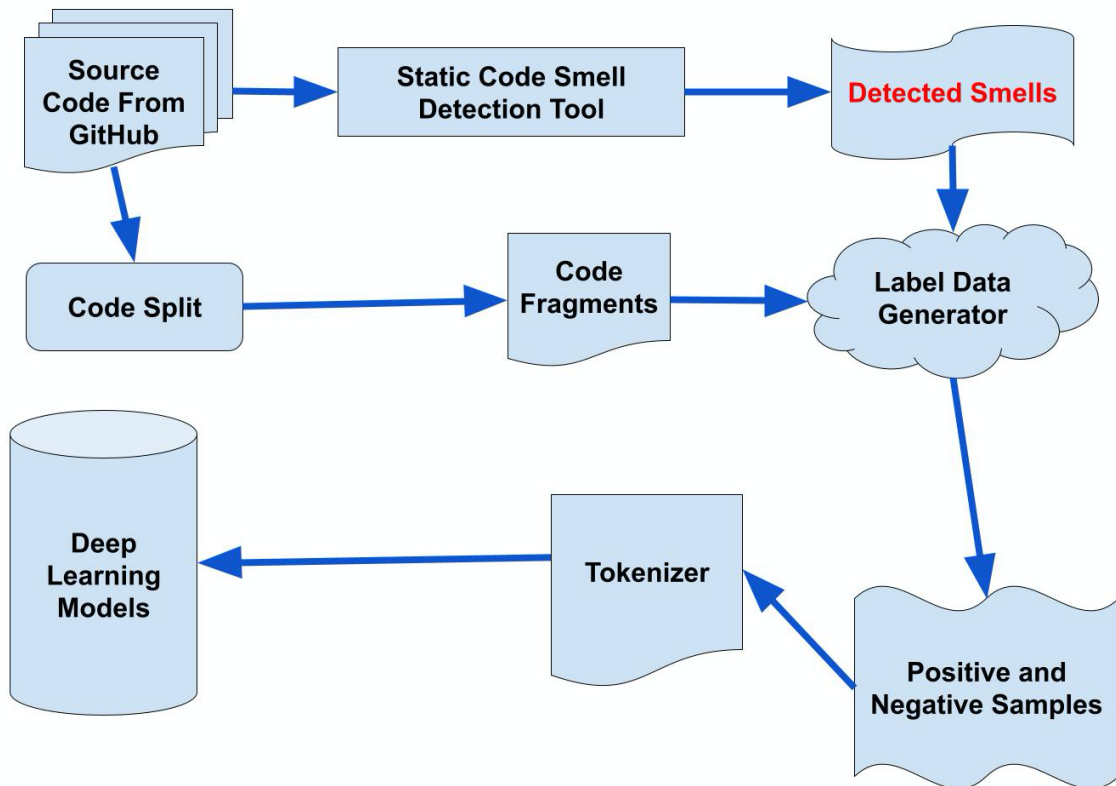 Source
Code From
GitHub
Static Code Smell
Detection Tool
Detected Smells
Code Split
Code
Fragments
Label Data
Generator
Deep
Learning
Models
Tokenizer
Positive and
Negative Samples